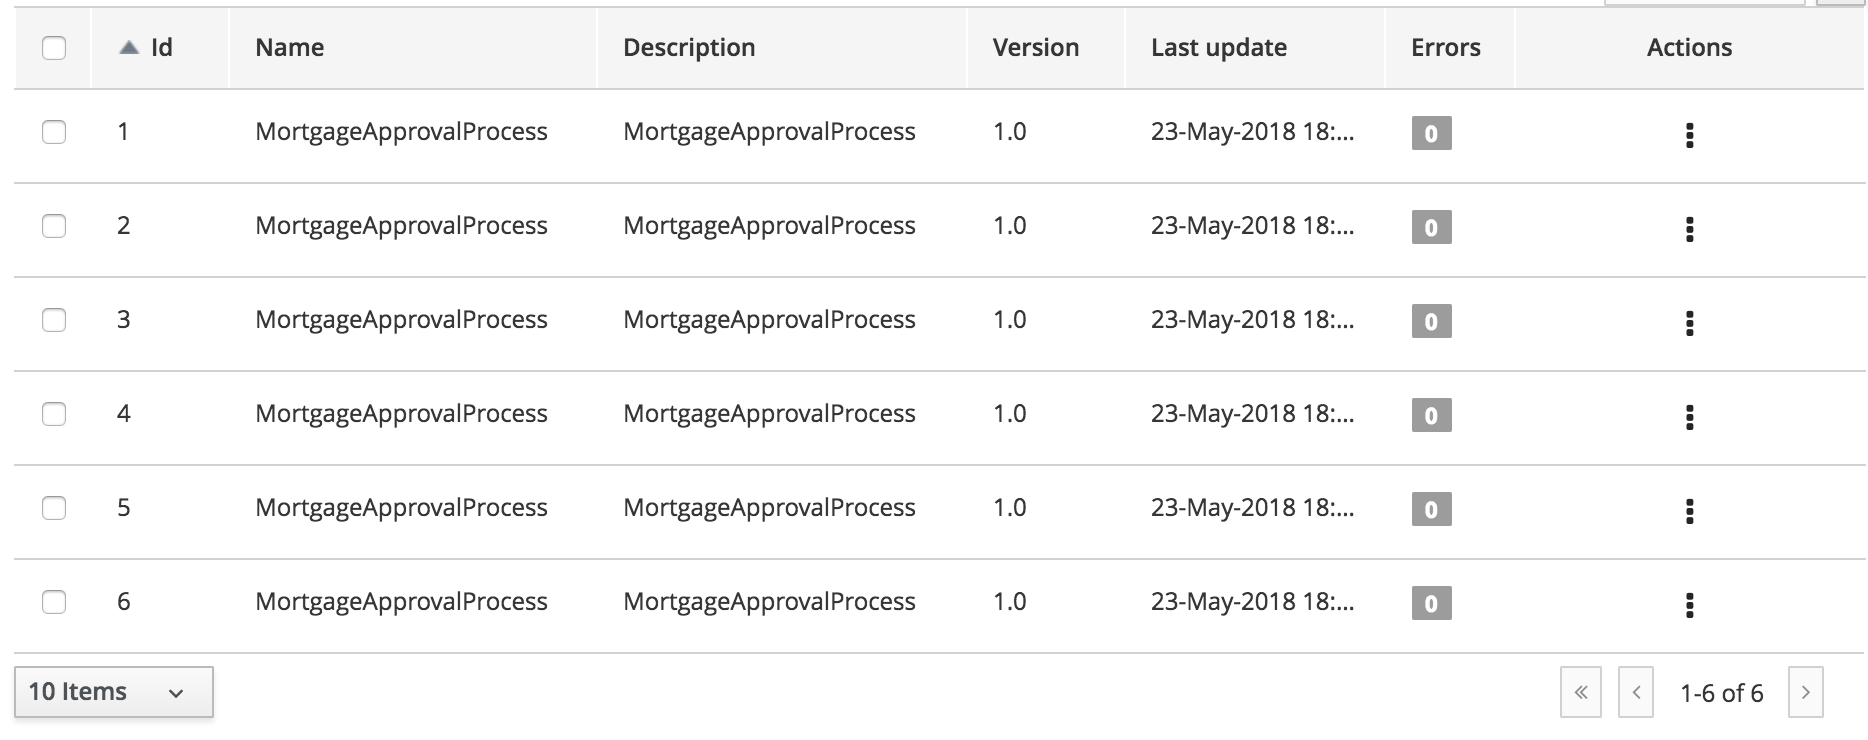 Id Name Description Version Last update Errors Actions
1 MortgageApprovalProcess MortgageApprovalProcess 1.0 23-May-2018 18:... 0
2 MortgageApprovalProcess MortgageApprovalProcess 1.0 23-May-2018 18:... 0
3 MortgageApprovalProcess MortgageApprovalProcess 1.0 23-May-2018 18:... 0
4 MortgageApprovalProcess MortgageApprovalProcess 1.0 23-May-2018 18:... 0
5 MortgageApprovalProcess MortgageApprovalProcess 1.0 23-May-2018 18:... 0
6 MortgageApprovalProcess MortgageApprovalProcess 1.0 23-May-2018 18:... 0
10 Items 1-6 of 6